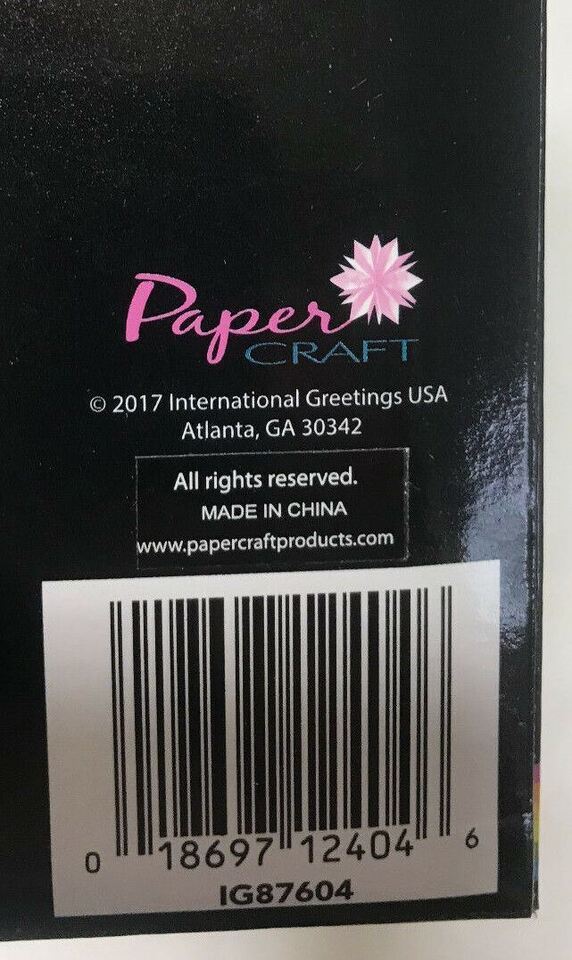 Paper
CRAFT
© 2017 International Greetings USA
Atlanta, GA 30342
All rights reserved.
MADE IN CHINA
www.papercraftproducts.com
0 18697 12404 6
IG87604